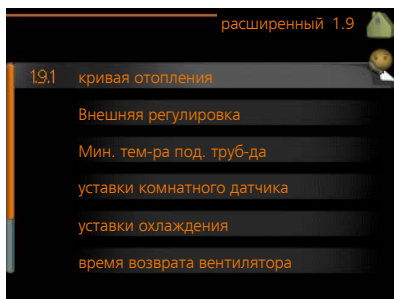 расширенный 1.9
1.9.1 кривая отопления
Внешняя регулировка
Мин. тем-ра под. труб-да
уставки комнатного датчика
уставки охлаждения
время возврата вентилятора